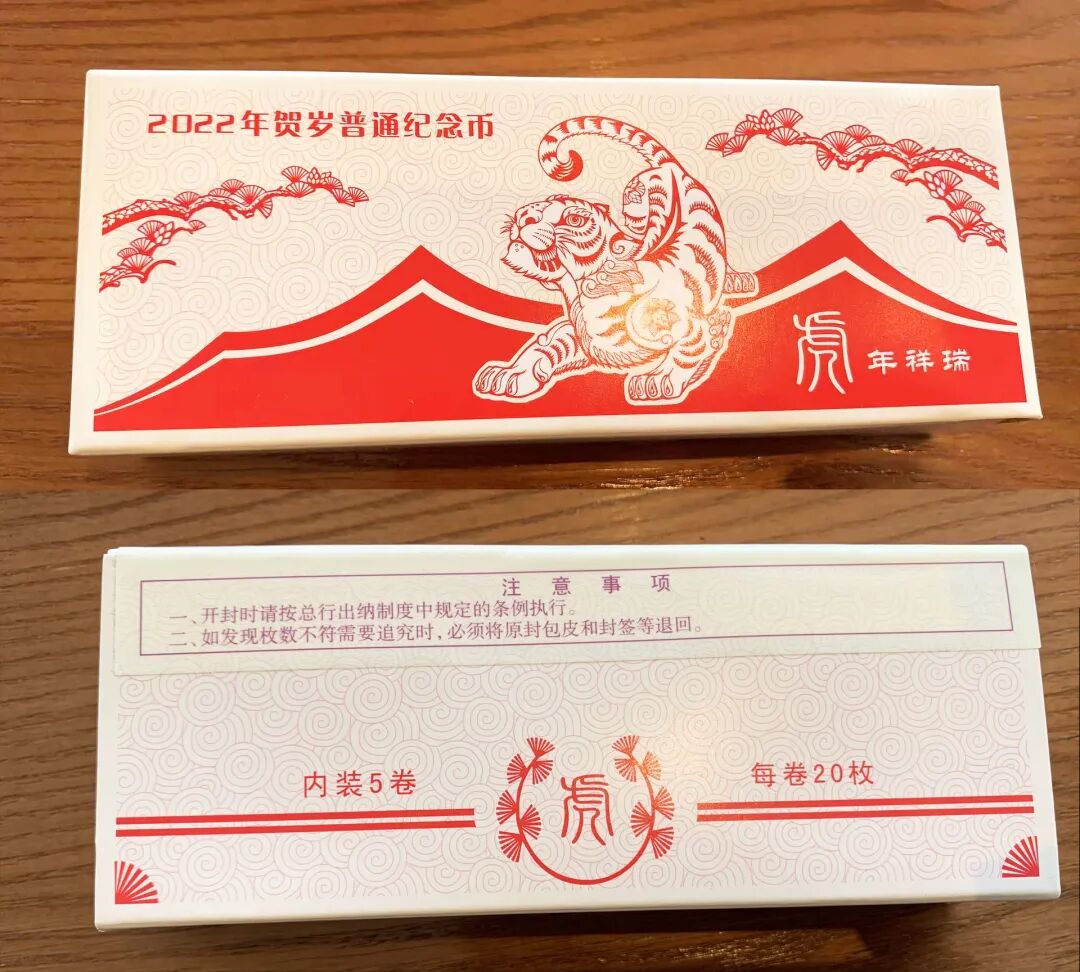 2022年贺岁普通纪念币
虎年祥瑞
注意事项
一、开封时请按总行出纳制度中规定的条例执行。
二、如发现枚数不符需要追究时,必须将原封包皮和封签等退回。
内装5卷
虎
每卷20枚